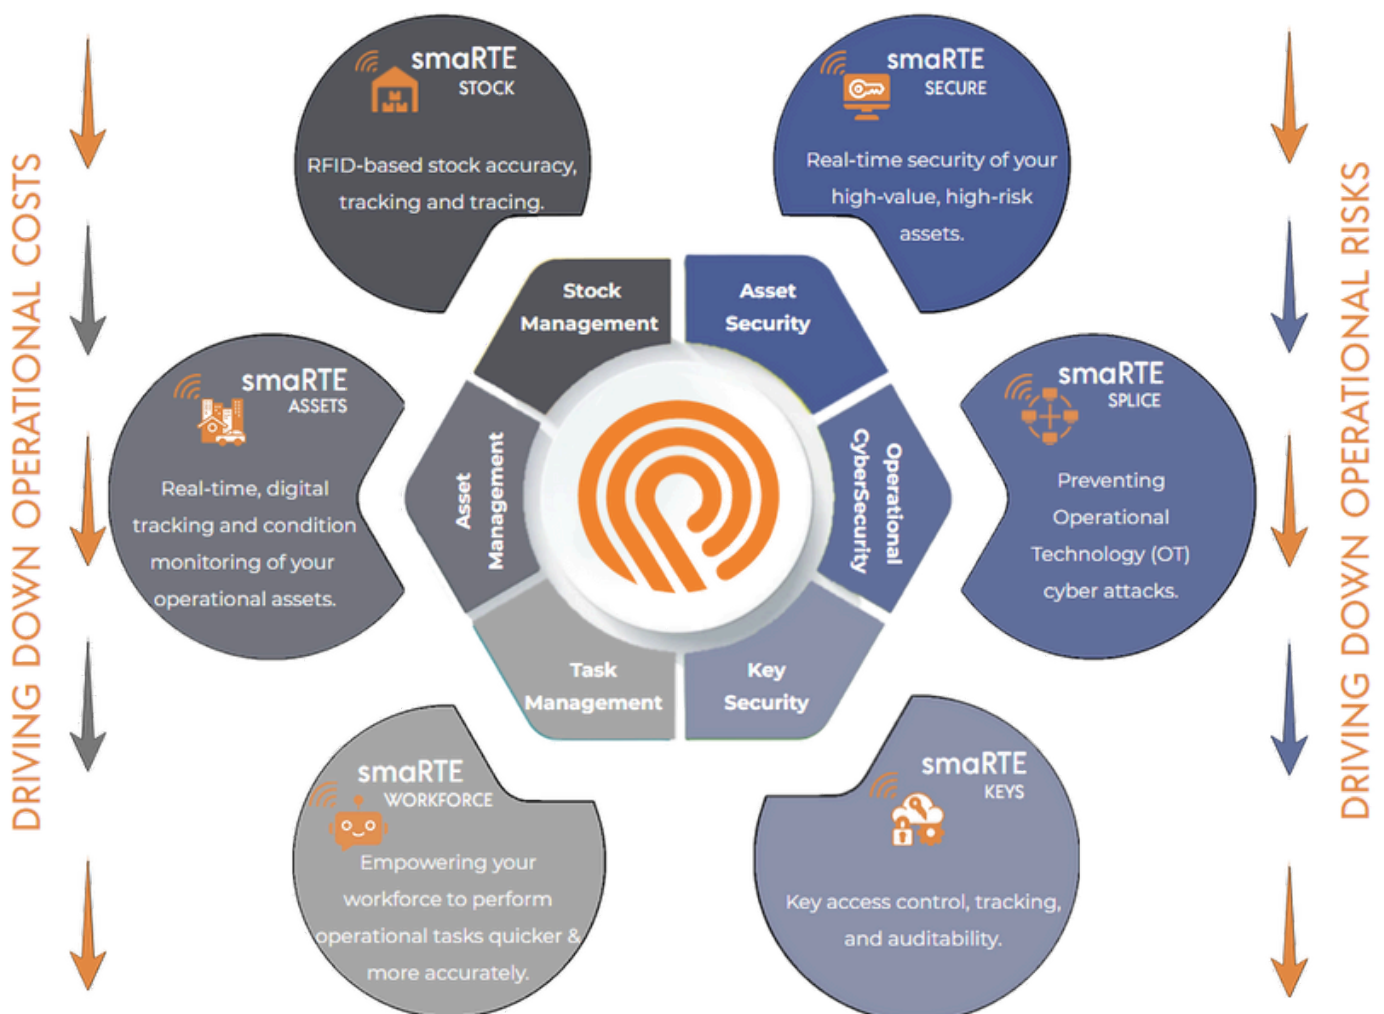 DRIVING DOWN OPERATIONAL COSTS
smaRTE
STOCK
RFID-based stock accuracy,
tracking and tracing.
smaRTE
SECURE
Real-time security of your
high-value, high-risk
assets.
Stock
Management
Asset
Security
smaRTE
ASSETS
Real-time, digital
tracking and condition
monitoring of your
operational assets.
Asset
Management
Operational
CyberSecurity
smaRTE
SPLICE
Preventing
Operational
Technology (OT)
cyber attacks.
Task
Management
Key
Security
smaRTE
WORKFORCE
Empowering your
workforce to perform
operational tasks quicker &
more accurately.
smaRTE
KEYS
Key access control, tracking,
and auditability.
DRIVING DOWN OPERATIONAL RISKS